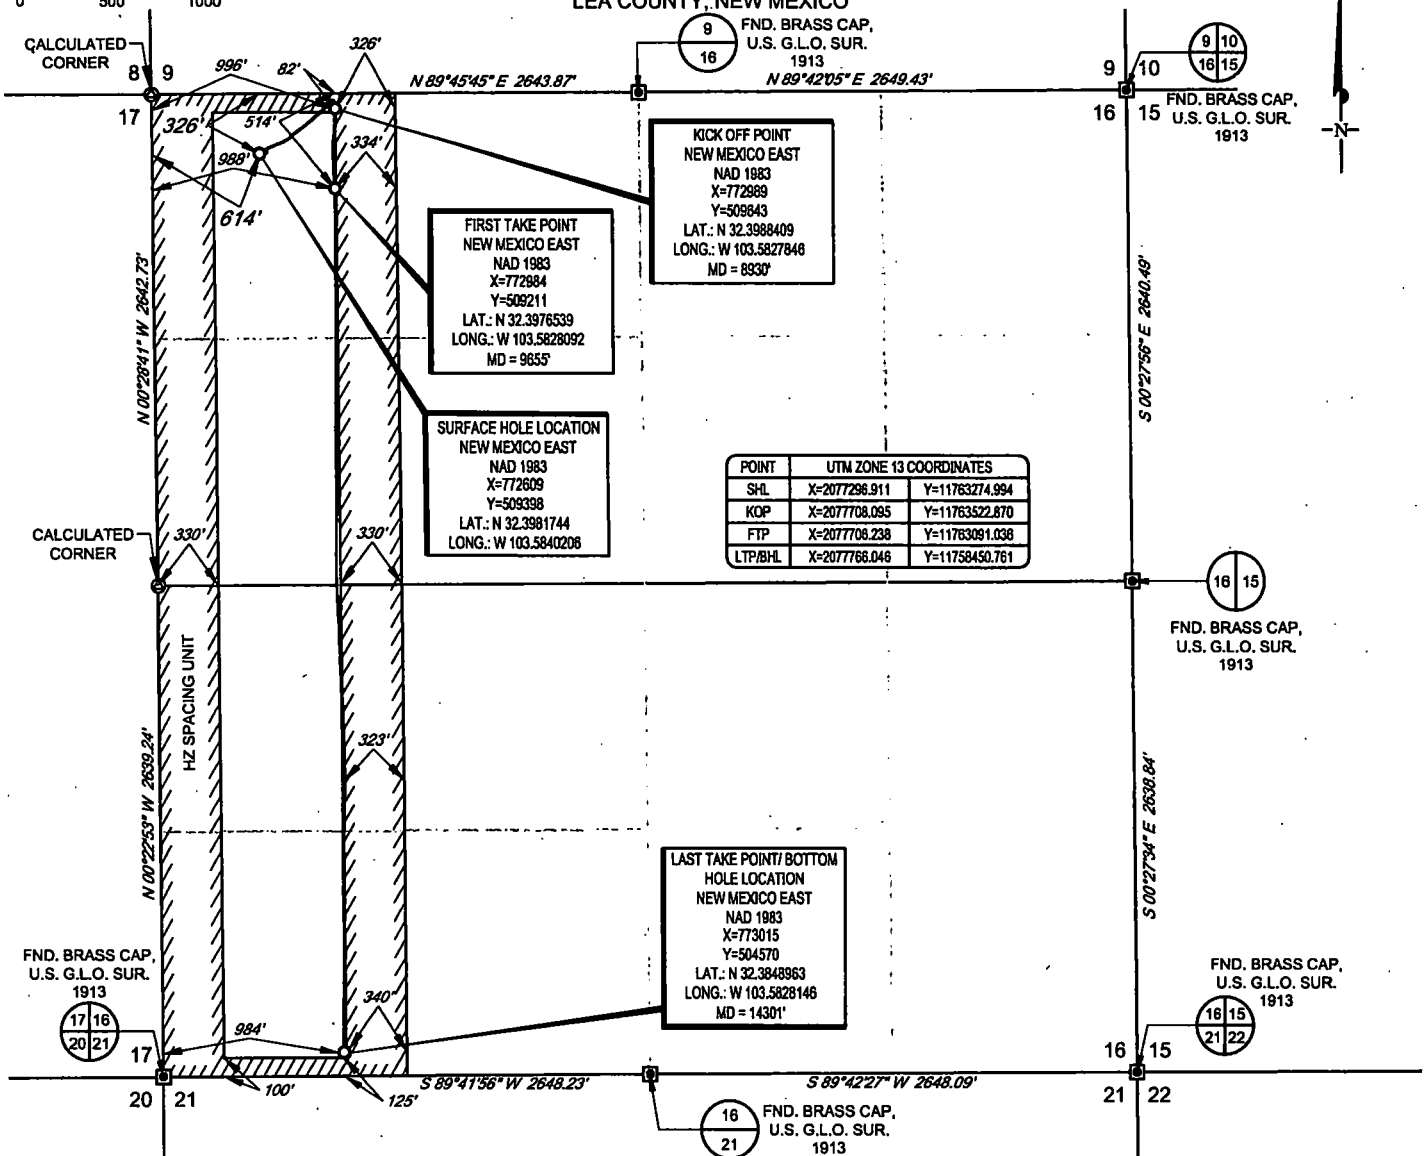 0 500 1000
LEA COUNTY, NEW MEXICO
CALCULATED
CORNER
8 9
17
996'
82'
326'
N 89°45'45" E 2643.87'
9
16
FND. BRASS CAP,
U.S. G.L.O. SUR.
1913
N 89°42'05" E 2649.43'
9 10
16 15
9 10
16 15
FND. BRASS CAP,
U.S. G.L.O. SUR.
1913
N
326'
514'
334'
988'
614'
KICK OFF POINT
NEW MEXICO EAST
NAD 1983
X=772989
Y=509843
LAT.: N 32.3988409
LONG.: W 103.5827846
MD = 8930'
FIRST TAKE POINT
NEW MEXICO EAST
NAD 1983
X=772984
Y=509211
LAT.: N 32.3976539
LONG.: W 103.5828092
MD = 9655'
N 00°28'41" W 2642.73'
S 00°27'56" E 2640.49'
SURFACE HOLE LOCATION
NEW MEXICO EAST
NAD 1983
X=772609
Y=509398
LAT.: N 32.3981744
LONG.: W 103.5840206
POINT UTM ZONE 13 COORDINATES
SHL X=2077296.911 Y=11763274.994
KOP X=2077708.095 Y=11763522.870
FTP X=2077706.238 Y=11763091.036
LTP/BHL X=2077766.046 Y=11758450.761
CALCULATED
CORNER
330'
330'
16 15
FND. BRASS CAP,
U.S. G.L.O. SUR.
1913
HZ SPACING UNIT
323'
N 00°22'53" W 2639.24'
S 00°27'34" E 2638.84'
LAST TAKE POINT/ BOTTOM
HOLE LOCATION
NEW MEXICO EAST
NAD 1983
X=773015
Y=504570
LAT.: N 32.3848963
LONG.: W 103.5828146
MD = 14301'
FND. BRASS CAP,
U.S. G.L.O. SUR.
1913
17 16
20 21
17
20 21
984'
340'
100'
125'
S 89°41'56" W 2648.23'
S 89°42'27" W 2648.09'
16
21
FND. BRASS CAP,
U.S. G.L.O. SUR.
1913
FND. BRASS CAP,
U.S. G.L.O. SUR.
1913
16 15
21 22
16 15
21 22